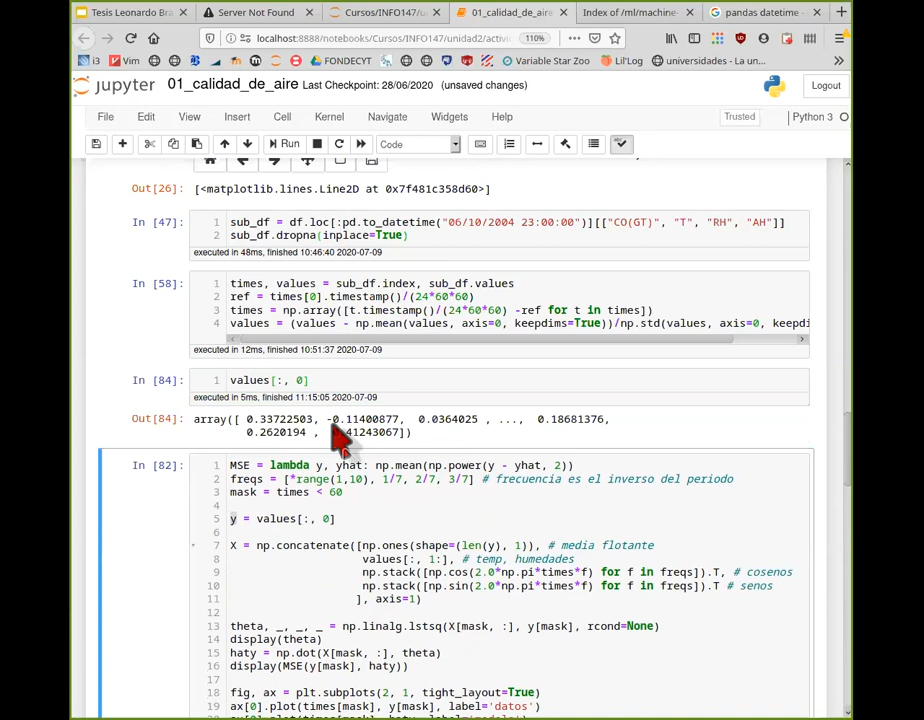 Tesis Leonardo Bra
Server Not Found
Cursos/INFO147/
01_calidad_de_aire
Index of /ml/machine-
pandas datetime -
localhost:8888/notebooks/Cursos/INFO147/unidad2/activ
110%
i3
Vim
FONDECYT
Variable Star Zoo
Lil'Log
universidades - La un...
jupyter
01_calidad_de_aire Last Checkpoint: 28/06/2020 (unsaved changes)
Logout
File Edit View Insert Cell Kernel Navigate Widgets Help
Trusted
Python 3
Run
Code
Out[26]: [<matplotlib.lines.Line2D at 0x7f481c358d60>]
In [47]: 1 sub_df = df.loc[:pd.to_datetime("06/10/2004 23:00:00")][["CO(GT)", "T", "RH", "AH"]]
2 sub_df.dropna(inplace=True)
executed in 48ms, finished 10:46:40 2020-07-09
In [58]: 1 times, values = sub_df.index, sub_df.values
2 ref = times[0].timestamp()/(24*60*60)
3 times = np.array([t.timestamp()/(24*60*60) -ref for t in times])
4 values = (values - np.mean(values, axis=0, keepdims=True))/np.std(values, axis=0, keepdi
executed in 12ms, finished 10:51:37 2020-07-09
In [84]: 1 values[:, 0]
executed in 5ms, finished 11:15:05 2020-07-09
Out[84]: array([ 0.33722503, -0.11400877, 0.0364025 , ..., 0.18681376,
0.2620194 , 41243067])
In [82]: 1 MSE = lambda y, yhat: np.mean(np.power(y - yhat, 2))
2 freqs = [*range(1,10), 1/7, 2/7, 3/7] # frecuencia es el inverso del periodo
3 mask = times < 60
4
5 y = values[:, 0]
6
7 X = np.concatenate([np.ones(shape=(len(y), 1)), # media flotante
8 values[:, 1:], # temp, humedades
9 np.stack([np.cos(2.0*np.pi*times*f) for f in freqs]).T, # cosenos
10 np.stack([np.sin(2.0*np.pi*times*f) for f in freqs]).T # senos
11 ], axis=1)
12
13 theta, _, _, _ = np.linalg.lstsq(X[mask, :], y[mask], rcond=None)
14 display(theta)
15 haty = np.dot(X[mask, :], theta)
16 display(MSE(y[mask], haty))
17
18 fig, ax = plt.subplots(2, 1, tight_layout=True)
19 ax[0].plot(times[mask], y[mask], label='datos')